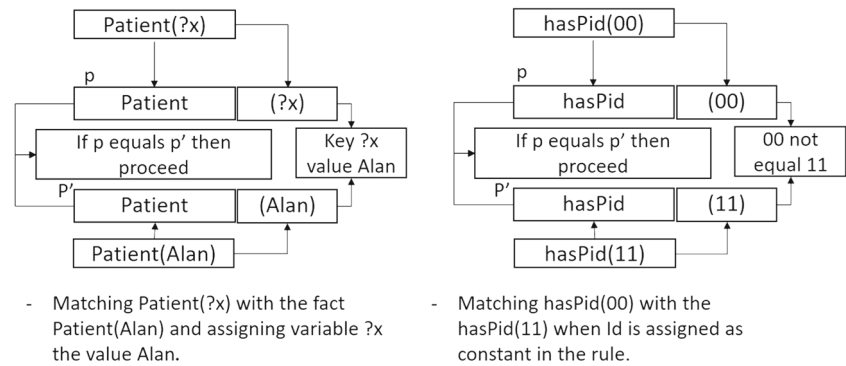 Patient(?x)
p
Patient
(?x)
If p equals p’ then
proceed
Key ?x
value Alan
P’
Patient
(Alan)
Patient(Alan)
- Matching Patient(?x) with the fact
Patient(Alan) and assigning variable ?x
the value Alan.
hasPid(00)
p
hasPid
(00)
If p equals p’ then
proceed
00 not
equal 11
P’
hasPid
(11)
hasPid(11)
- Matching hasPid(00) with the
hasPid(11) when Id is assigned as
constant in the rule.